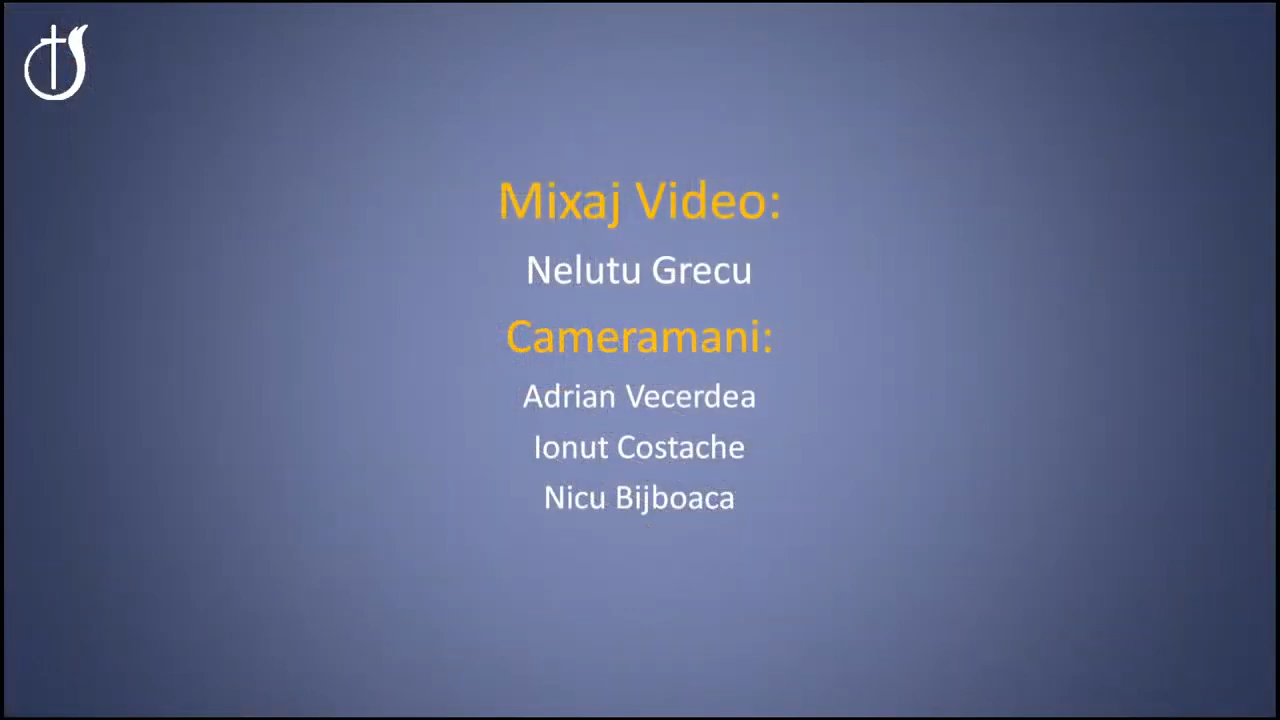 Mixaj Video:
Nelutu Grecu
Cameramani:
Adrian Vecerdea
Ionut Costache
Nicu Bijboaca